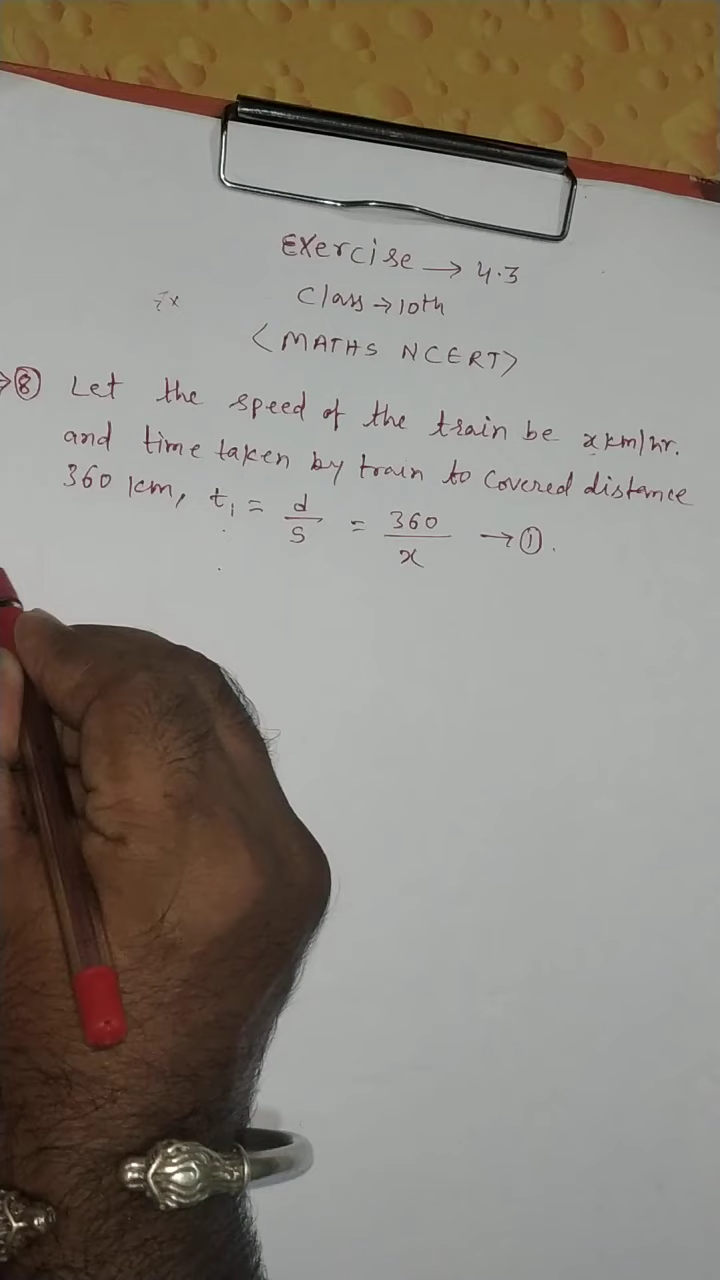 Exercise → 4.3
Class → 10th
<MATHS NCERT>
→⑧ Let the speed of the train be x km/hr.
and time taken by train to covered distance
360 km, t₁ = d/s = 360/x → ①.